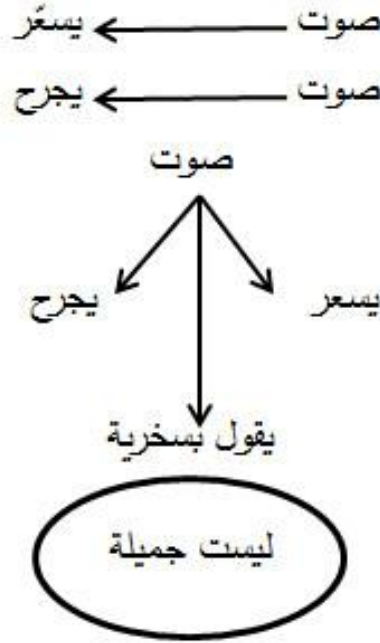 صوت يسعّر
صوت يجرح
صوت
يسعر يجرح
يقول بسخرية
ليست جميلة